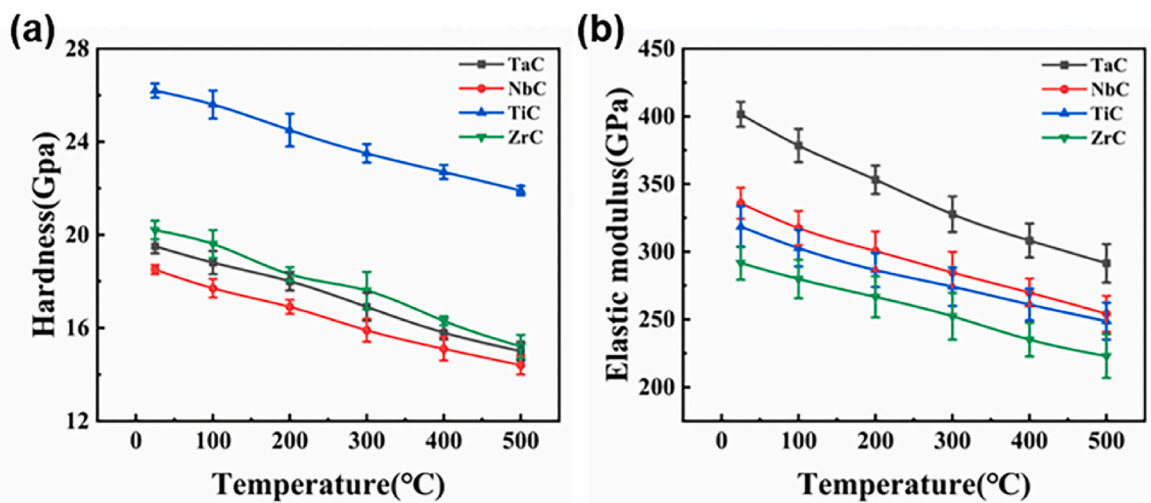 (a)
28
24
20
16
12
Hardness(Gpa)
TaC
NbC
TiC
ZrC
0 100 200 300 400 500
Temperature(°C)
(b)
450
400
350
300
250
200
Elastic modulus(GPa)
TaC
NbC
TiC
ZrC
0 100 200 300 400 500
Temperature(°C)